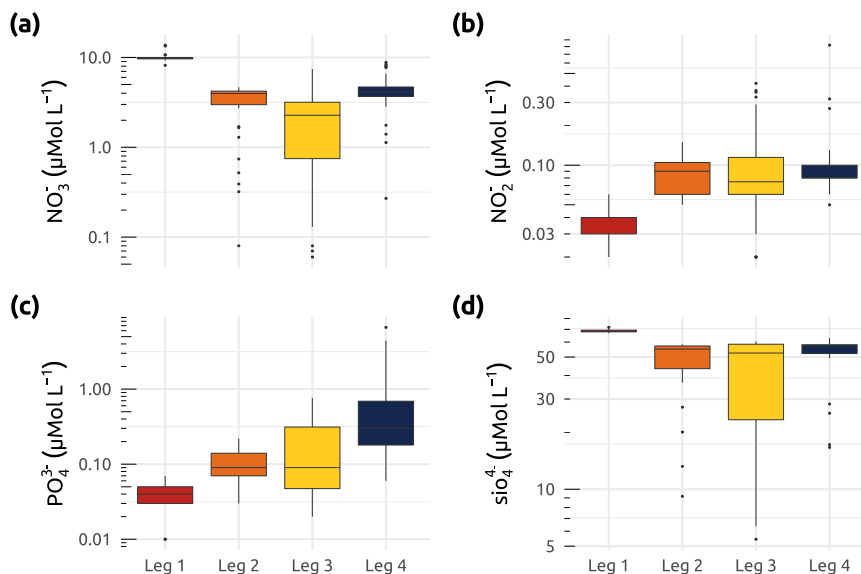 (a)
NO₃⁻ (μMol L⁻¹)
10.0
1.0
0.1
(b)
NO₂⁻ (μMol L⁻¹)
0.30
0.10
0.03
(c)
PO₄³⁻ (μMol L⁻¹)
1.00
0.10
0.01
Leg 1 Leg 2 Leg 3 Leg 4
(d)
sio₄⁴⁻ (μMol L⁻¹)
50
30
10
5
Leg 1 Leg 2 Leg 3 Leg 4